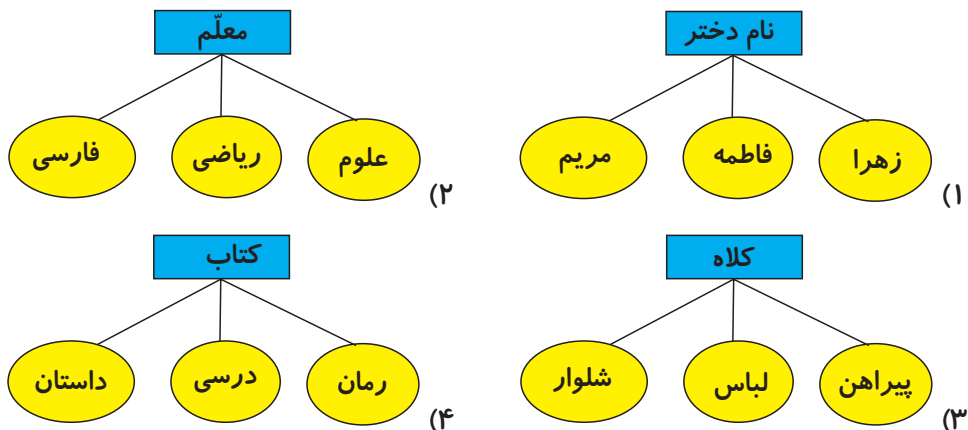 نام دختر
زهرا فاطمه مریم
۱)
معلّم
علوم ریاضی فارسی
۲)
کلاه
پیراهن لباس شلوار
۳)
کتاب
رمان درسی داستان
۴)